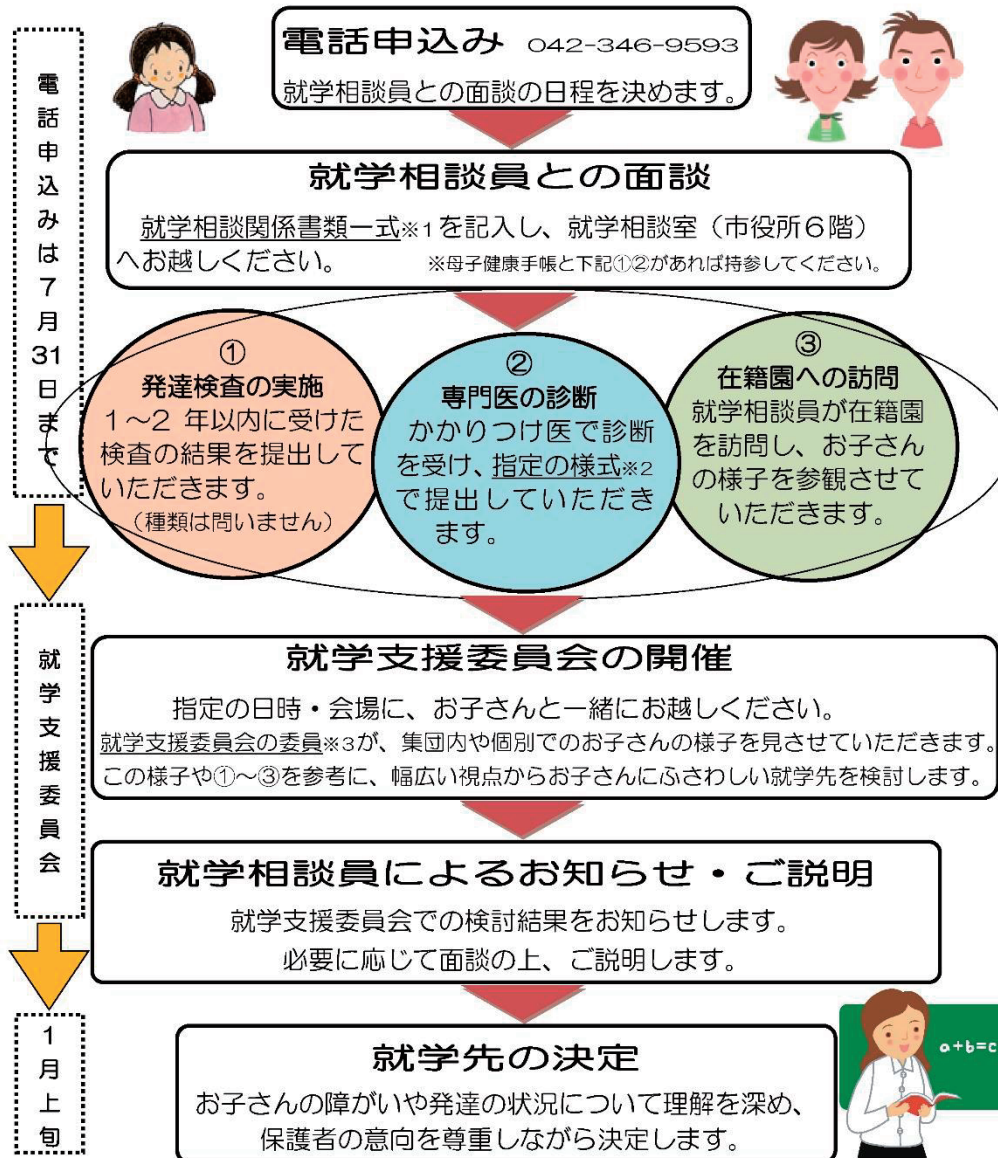 電話申込み 042-346-9593
就学相談員との面談の日程を決めます。
電話申込みは7月31日まで
就学相談員との面談
就学相談関係書類一式※1を記入し、就学相談室(市役所6階)
へお越しください。 ※母子健康手帳と下記①②があれば持参してください。
①
発達検査の実施
1~2年以内に受けた
検査の結果を提出して
いただきます。
(種類は問いません)
②
専門医の診断
かかりつけ医で診断
を受け、指定の様式※2
で提出していただき
ます。
③
在籍園への訪問
就学相談員が在籍園
を訪問し、お子さん
の様子を参観させて
いただきます。
就学支援委員会
就学支援委員会の開催
指定の日時・会場に、お子さんと一緒にお越しください。
就学支援委員会の委員※3が、集団内や個別でのお子さんの様子を見させていただきます。
この様子や①~③を参考に、幅広い視点からお子さんにふさわしい就学先を検討します。
就学相談員によるお知らせ・ご説明
就学支援委員会での検討結果をお知らせします。
必要に応じて面談の上、ご説明します。
1月上旬
就学先の決定
お子さんの障がいや発達の状況について理解を深め、
保護者の意向を尊重しながら決定します。
a+b=c